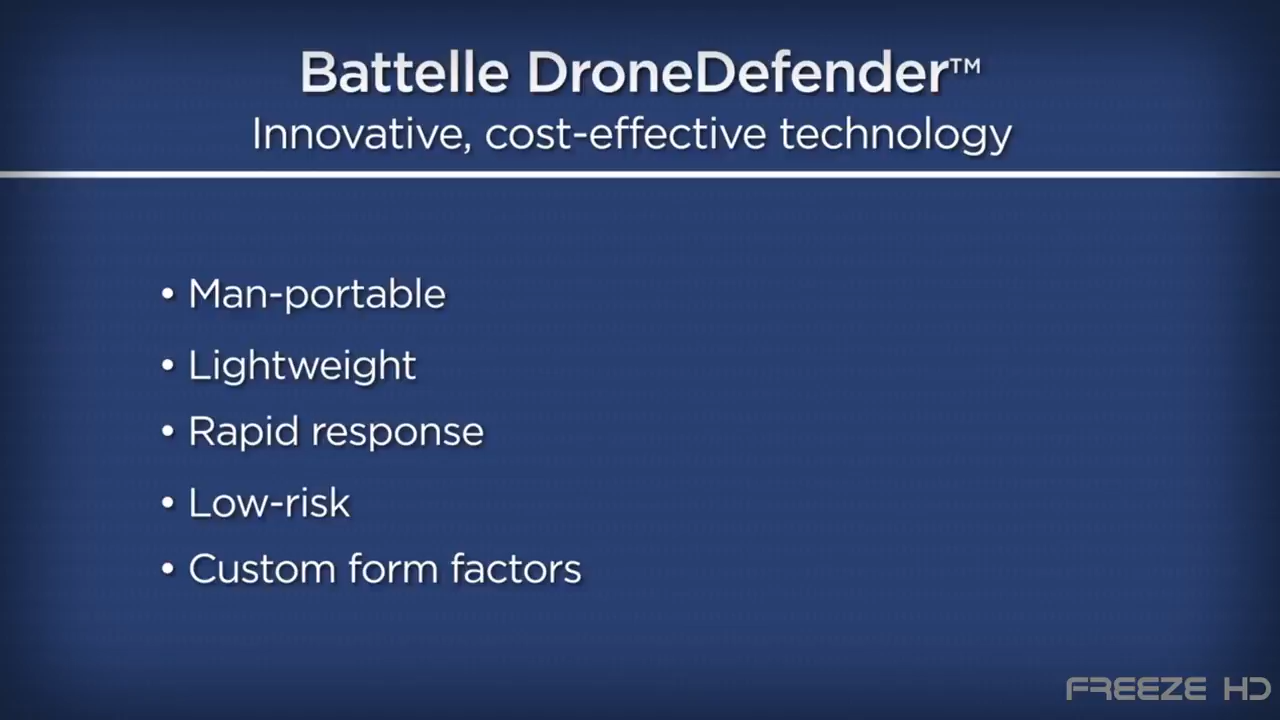 Battelle DroneDefender™
Innovative, cost-effective technology
• Man-portable
• Lightweight
• Rapid response
• Low-risk
• Custom form factors
FREEZE HD